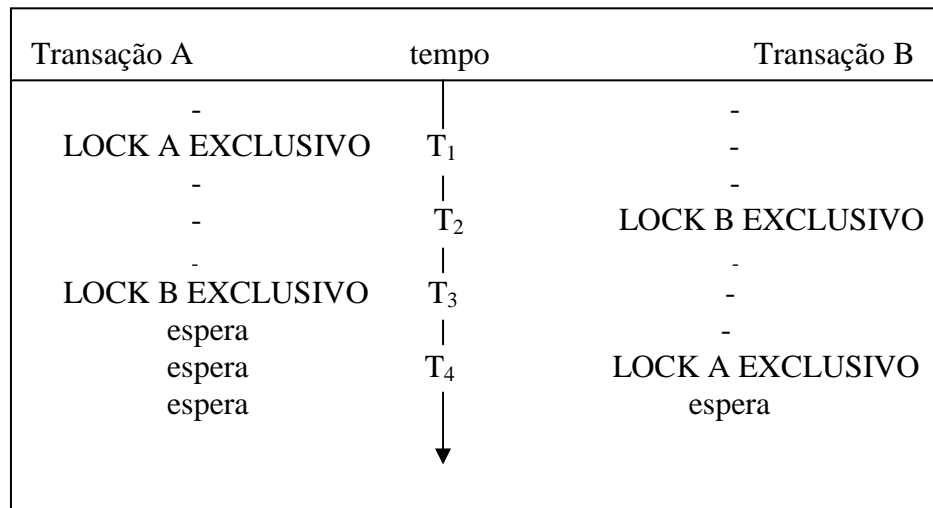 Transação A tempo Transação B
- -
LOCK A EXCLUSIVO T₁ -
- -
- T₂ LOCK B EXCLUSIVO
- -
LOCK B EXCLUSIVO T₃ -
espera -
espera T₄ LOCK A EXCLUSIVO
espera espera